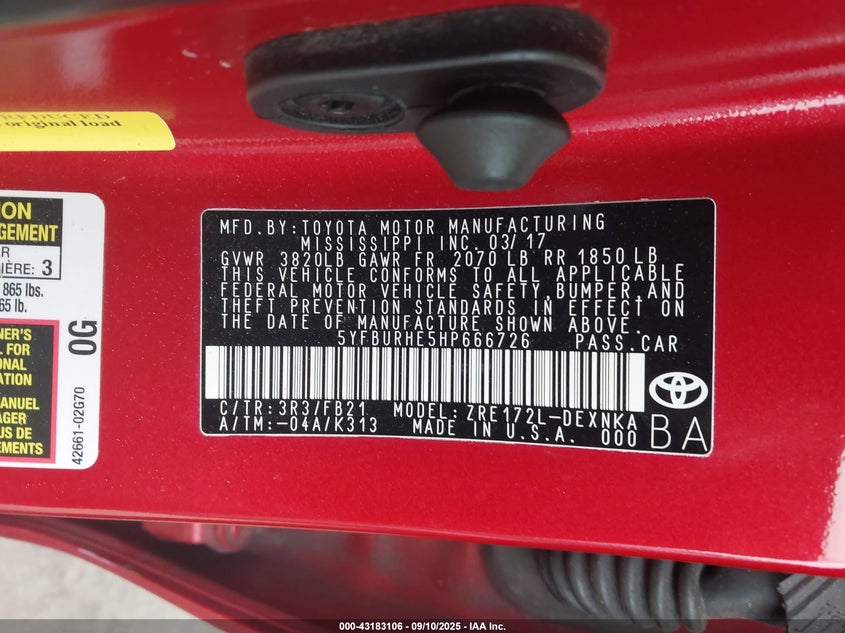 REDUCED
original load
ION
GEMENT
R
IÈRE: 3
865 lbs.
65 lb.
NER'S
L FOR
ONAL
ATION
ANUEL
AGER
US DE
EMENTS
0G
42661-02G70
MFD.BY: TOYOTA MOTOR MANUFACTURING
MISSISSIPPI INC. 03/17
GVWR 3820LB GAWR FR 2070 LB RR 1850 LB
THIS VEHICLE CONFORMS TO ALL APPLICABLE
FEDERAL MOTOR VEHICLE SAFETY, BUMPER, AND
THEFT PREVENTION STANDARDS IN EFFECT ON
THE DATE OF MANUFACTURE SHOWN ABOVE.
5YFBURHE5HP666726 PASS.CAR
C/TR: 3R3/FB21 MODEL: ZRE172L-DEXNKA
A/TM:-04A/K313 MADE IN U.S.A. 000
BA
000-43183106 - 09/10/2025 - IAA Inc.